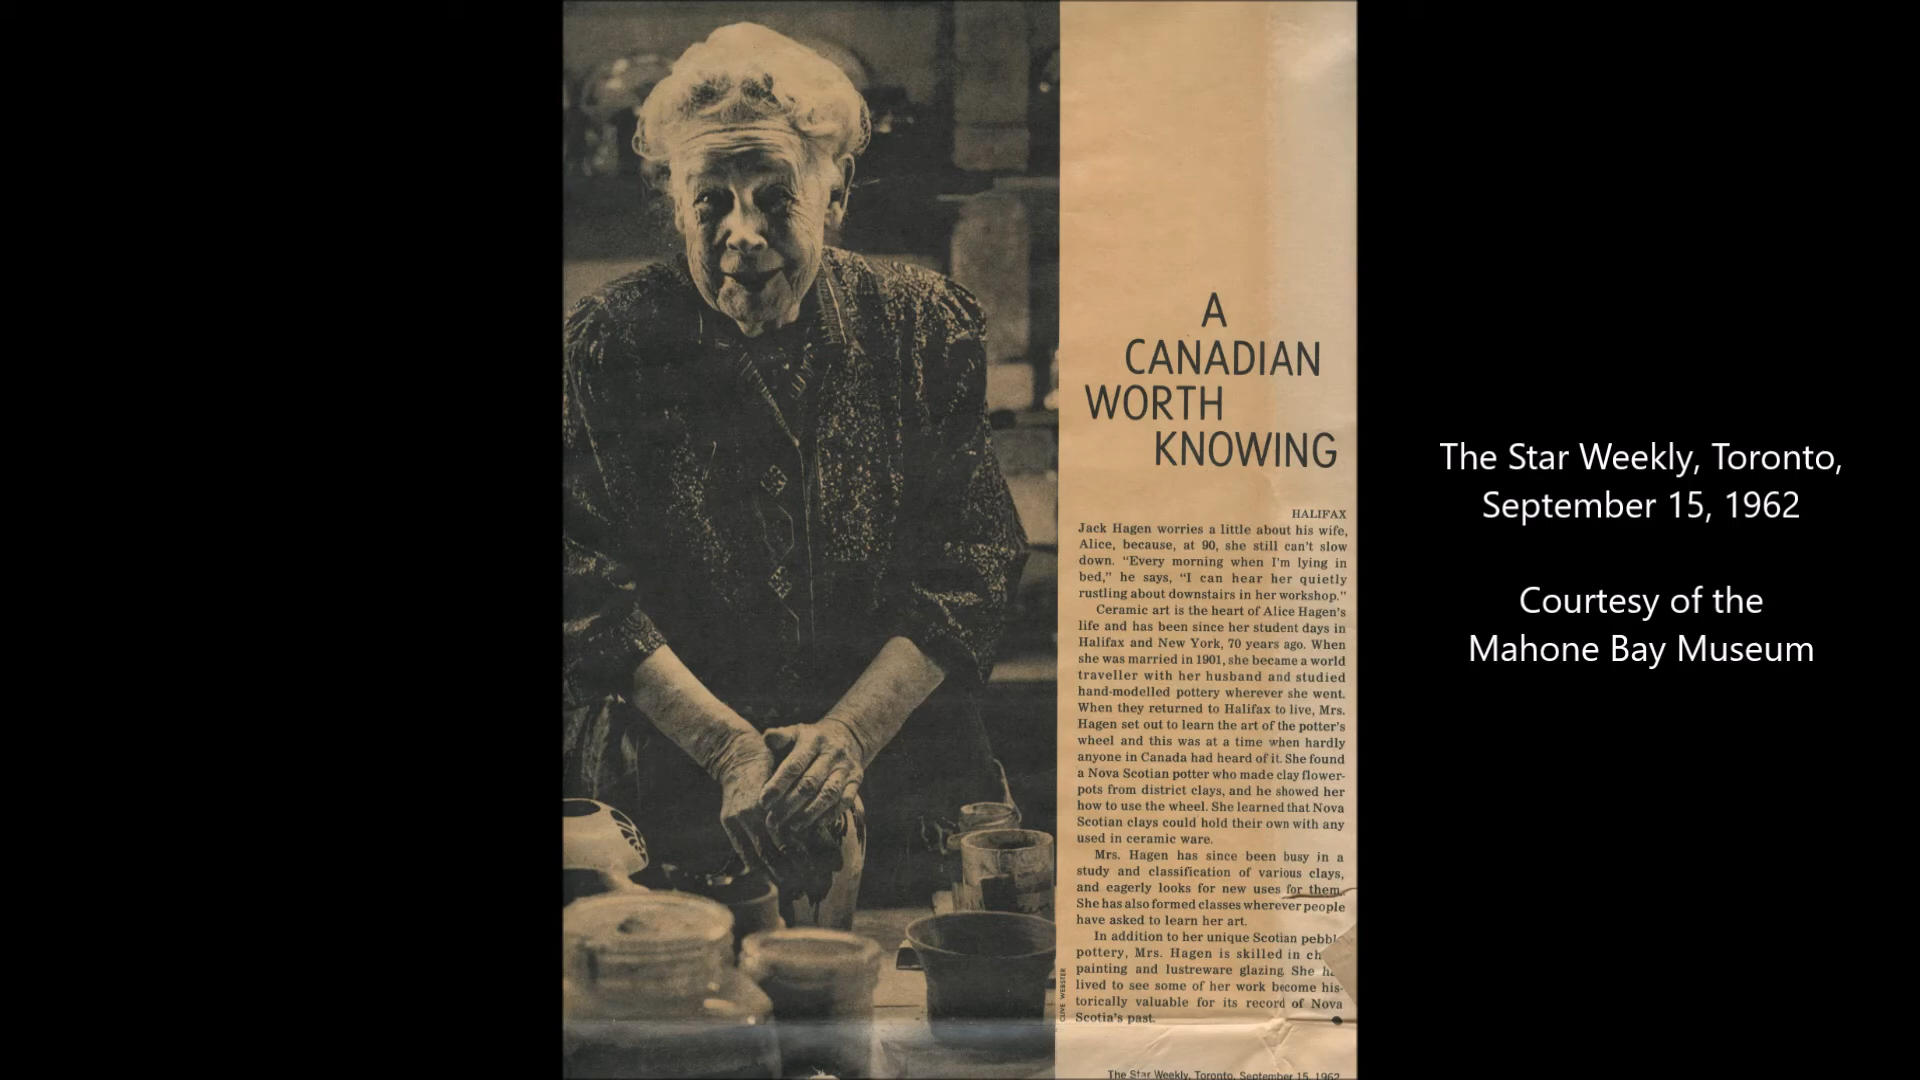 A
CANADIAN
WORTH
KNOWING
HALIFAX
Jack Hagen worries a little about his wife,
Alice, because, at 90, she still can't slow
down. “Every morning when I'm lying in
bed,” he says, “I can hear her quietly
rustling about downstairs in her workshop.”
Ceramic art is the heart of Alice Hagen's
life and has been since her student days in
Halifax and New York, 70 years ago. When
she was married in 1901, she became a world
traveller with her husband and studied
hand-modelled pottery wherever she went.
When they returned to Halifax to live, Mrs.
Hagen set out to learn the art of the potter's
wheel and this was at a time when hardly
anyone in Canada had heard of it. She found
a Nova Scotian potter who made clay flower-
pots from district clays, and he showed her
how to use the wheel. She learned that Nova
Scotian clays could hold their own with any
used in ceramic ware.
Mrs. Hagen has since been busy in a
study and classification of various clays,
and eagerly looks for new uses for them.
She has also formed classes wherever people
have asked to learn her art.
In addition to her unique Scotian
pottery, Mrs. Hagen is skilled in
painting and lustreware glazing. She
lived to see some of her work become his-
torically valuable for its record of Nova
Scotia's past.
CLIVE WEBSTER
The Star Weekly, Toronto, September 15, 1962
The Star Weekly, Toronto,
September 15, 1962
Courtesy of the
Mahone Bay Museum